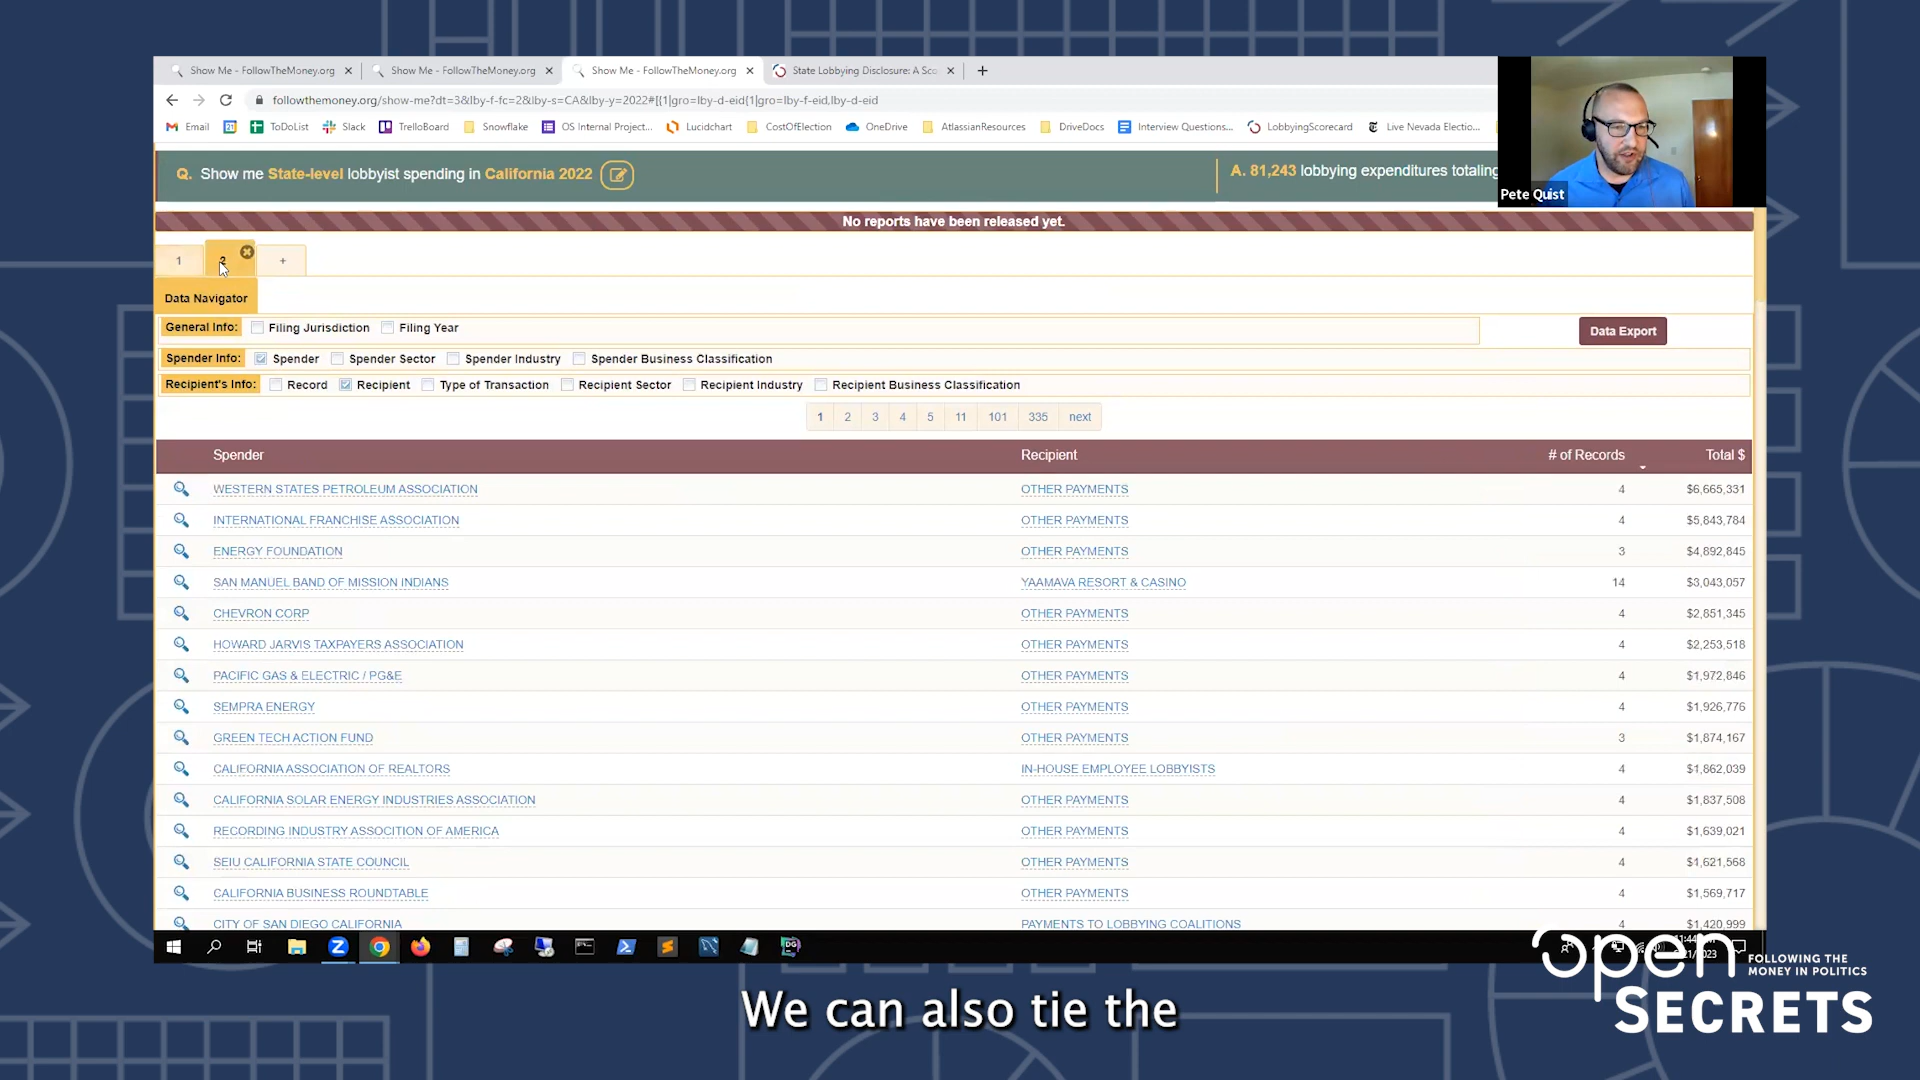 Show Me - FollowTheMoney.org
Show Me - FollowTheMoney.org
Show Me - FollowTheMoney.org
State Lobbying Disclosure: A Sco
followthemoney.org/show-me?dt=3&lby-f-fc=2&lby-s=CA&lby-y=2022#[{1|gro=lby-d-eid{1|gro=lby-f-eid,lby-d-eid
Email ToDoList Slack TrelloBoard Snowflake OS Internal Project... Lucidchart CostOfElection OneDrive AtlassianResources DriveDocs Interview Questions... LobbyingScorecard Live Nevada Electio...
Pete Quist
Q. Show me State-level lobbyist spending in California 2022
A. 81,243 lobbying expenditures totaling
No reports have been released yet.
1 2 +
Data Navigator
General Info: Filing Jurisdiction Filing Year
Data Export
Spender Info: Spender Spender Sector Spender Industry Spender Business Classification
Recipient's Info: Record Recipient Type of Transaction Recipient Sector Recipient Industry Recipient Business Classification
1 2 3 4 5 11 101 335 next
Spender Recipient # of Records Total $
WESTERN STATES PETROLEUM ASSOCIATION OTHER PAYMENTS 4 $6,665,331
INTERNATIONAL FRANCHISE ASSOCIATION OTHER PAYMENTS 4 $5,843,784
ENERGY FOUNDATION OTHER PAYMENTS 3 $4,892,845
SAN MANUEL BAND OF MISSION INDIANS YAAMAVA RESORT & CASINO 14 $3,043,057
CHEVRON CORP OTHER PAYMENTS 4 $2,851,345
HOWARD JARVIS TAXPAYERS ASSOCIATION OTHER PAYMENTS 4 $2,253,518
PACIFIC GAS & ELECTRIC / PG&E OTHER PAYMENTS 4 $1,972,846
SEMPRA ENERGY OTHER PAYMENTS 4 $1,926,776
GREEN TECH ACTION FUND OTHER PAYMENTS 3 $1,874,167
CALIFORNIA ASSOCIATION OF REALTORS IN-HOUSE EMPLOYEE LOBBYISTS 4 $1,862,039
CALIFORNIA SOLAR ENERGY INDUSTRIES ASSOCIATION OTHER PAYMENTS 4 $1,837,508
RECORDING INDUSTRY ASSOCITION OF AMERICA OTHER PAYMENTS 4 $1,639,021
SEIU CALIFORNIA STATE COUNCIL OTHER PAYMENTS 4 $1,621,568
CALIFORNIA BUSINESS ROUNDTABLE OTHER PAYMENTS 4 $1,569,717
CITY OF SAN DIEGO CALIFORNIA PAYMENTS TO LOBBYING COALITIONS 4 $1,420,999
open
FOLLOWING THE
MONEY IN POLITICS
SECRETS
We can also tie the